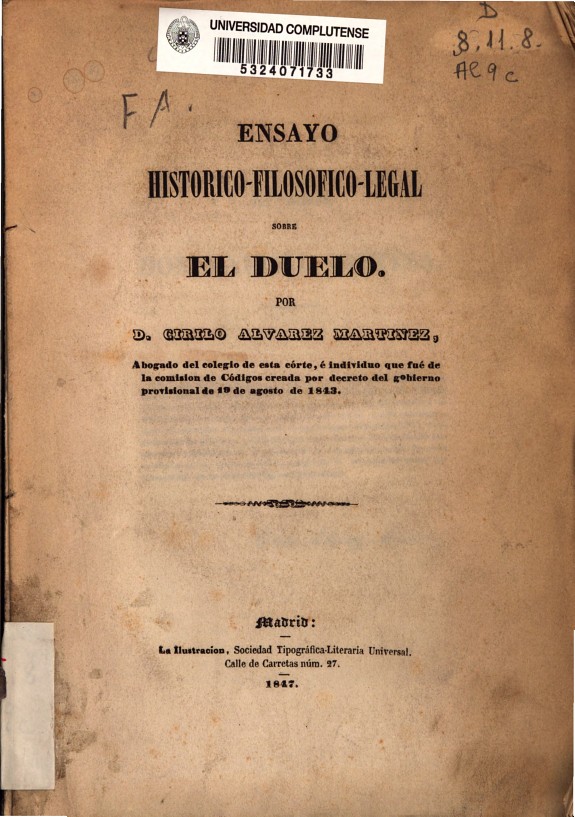 UNIVERSIDAD COMPLUTENSE
5324071733
D
8.11.8.
Al 9 c
FA.
ENSAYO
HISTORICO-FILOSOFICO-LEGAL
SOBRE
EL DUELO.
POR
D. CIRILO ALVAREZ MARTINEZ,
Abogado del colegio de esta córte, é individuo que fué de
la comision de Códigos creada por decreto del gobierno
provisional de 19 de agosto de 1843.
Madrid:
La Ilustracion, Sociedad Tipográfica-Literaria Universal.
Calle de Carretas núm. 27.
1847.